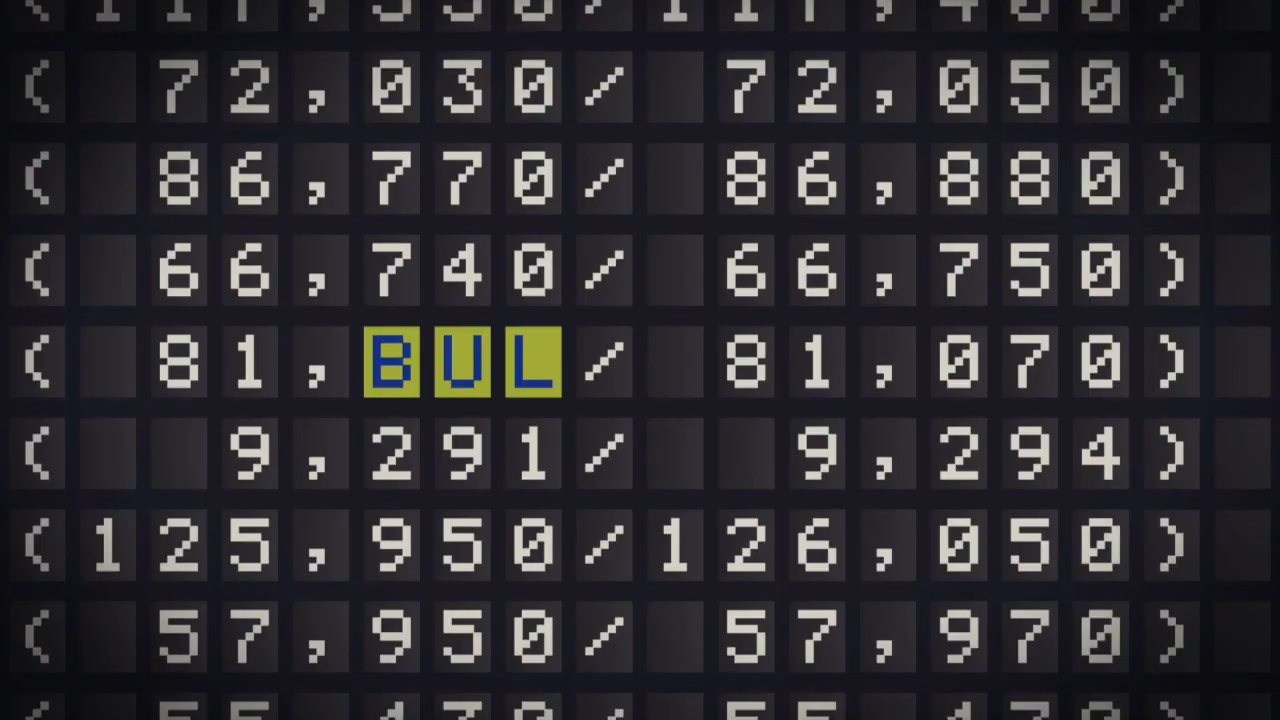 ( 72,030/ 72,050)
( 86,770/ 86,880)
( 66,740/ 66,750)
( 81,BUL/ 81,070)
( 9,291/ 9,294)
(125,950/126,050)
( 57,950/ 57,970)